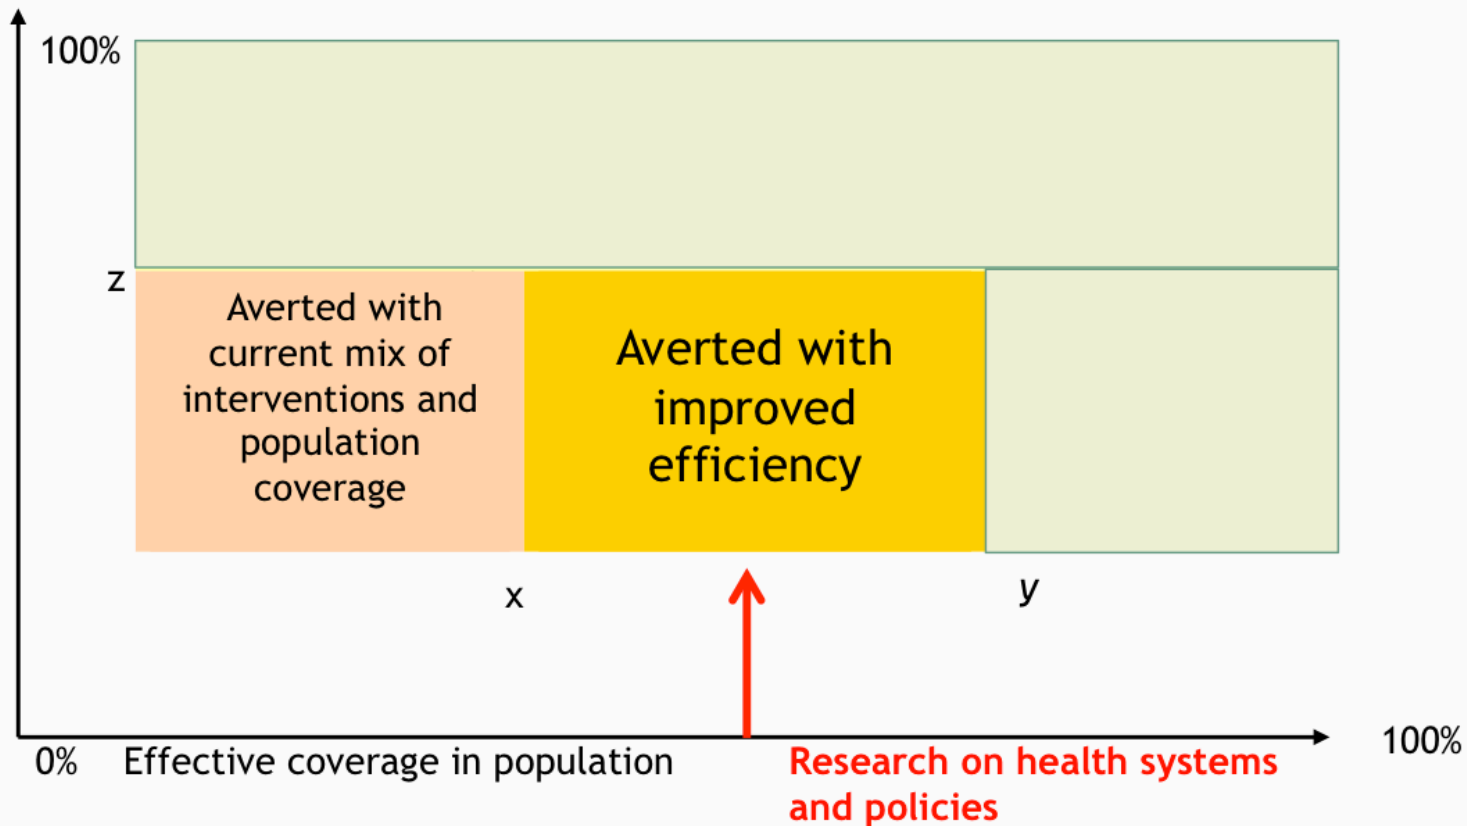 100%
z
Averted with
current mix of
interventions and
population
coverage
Averted with
improved
efficiency
x
y
0%
Effective coverage in population
Research on health systems
and policies
100%